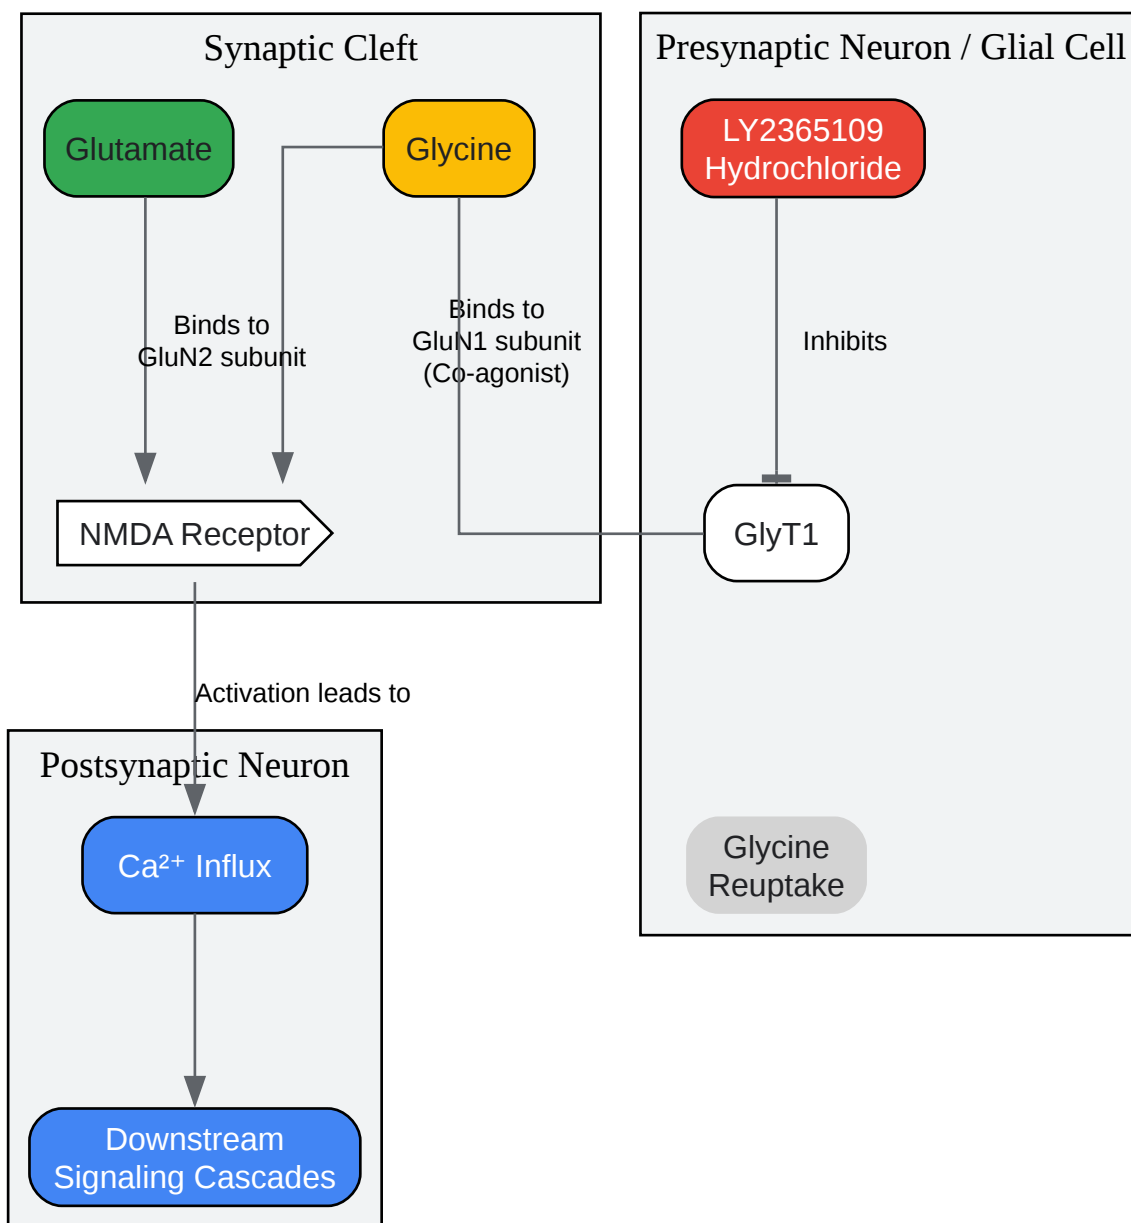 Synaptic Cleft
Glutamate
Glycine
Binds to
GluN2 subunit
Binds to
GluN1 subunit
(Co-agonist)
NMDA Receptor
Presynaptic Neuron / Glial Cell
LY2365109
Hydrochloride
Inhibits
GlyT1
Glycine
Reuptake
Activation leads to
Postsynaptic Neuron
Ca²⁺ Influx
Downstream
Signaling Cascades